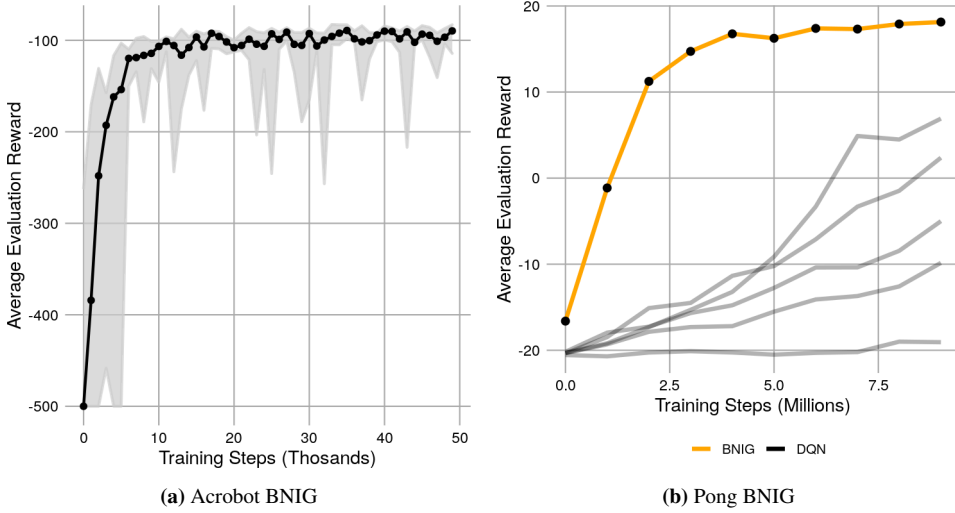 -100
-200
-300
-400
-500
0
10
20
30
40
50
Average Evaluation Reward
Training Steps (Thosands)
(a) Acrobot BNIG
20
10
0
-10
-20
0.0
2.5
5.0
7.5
Average Evaluation Reward
Training Steps (Millions)
BNIG DQN
(b) Pong BNIG